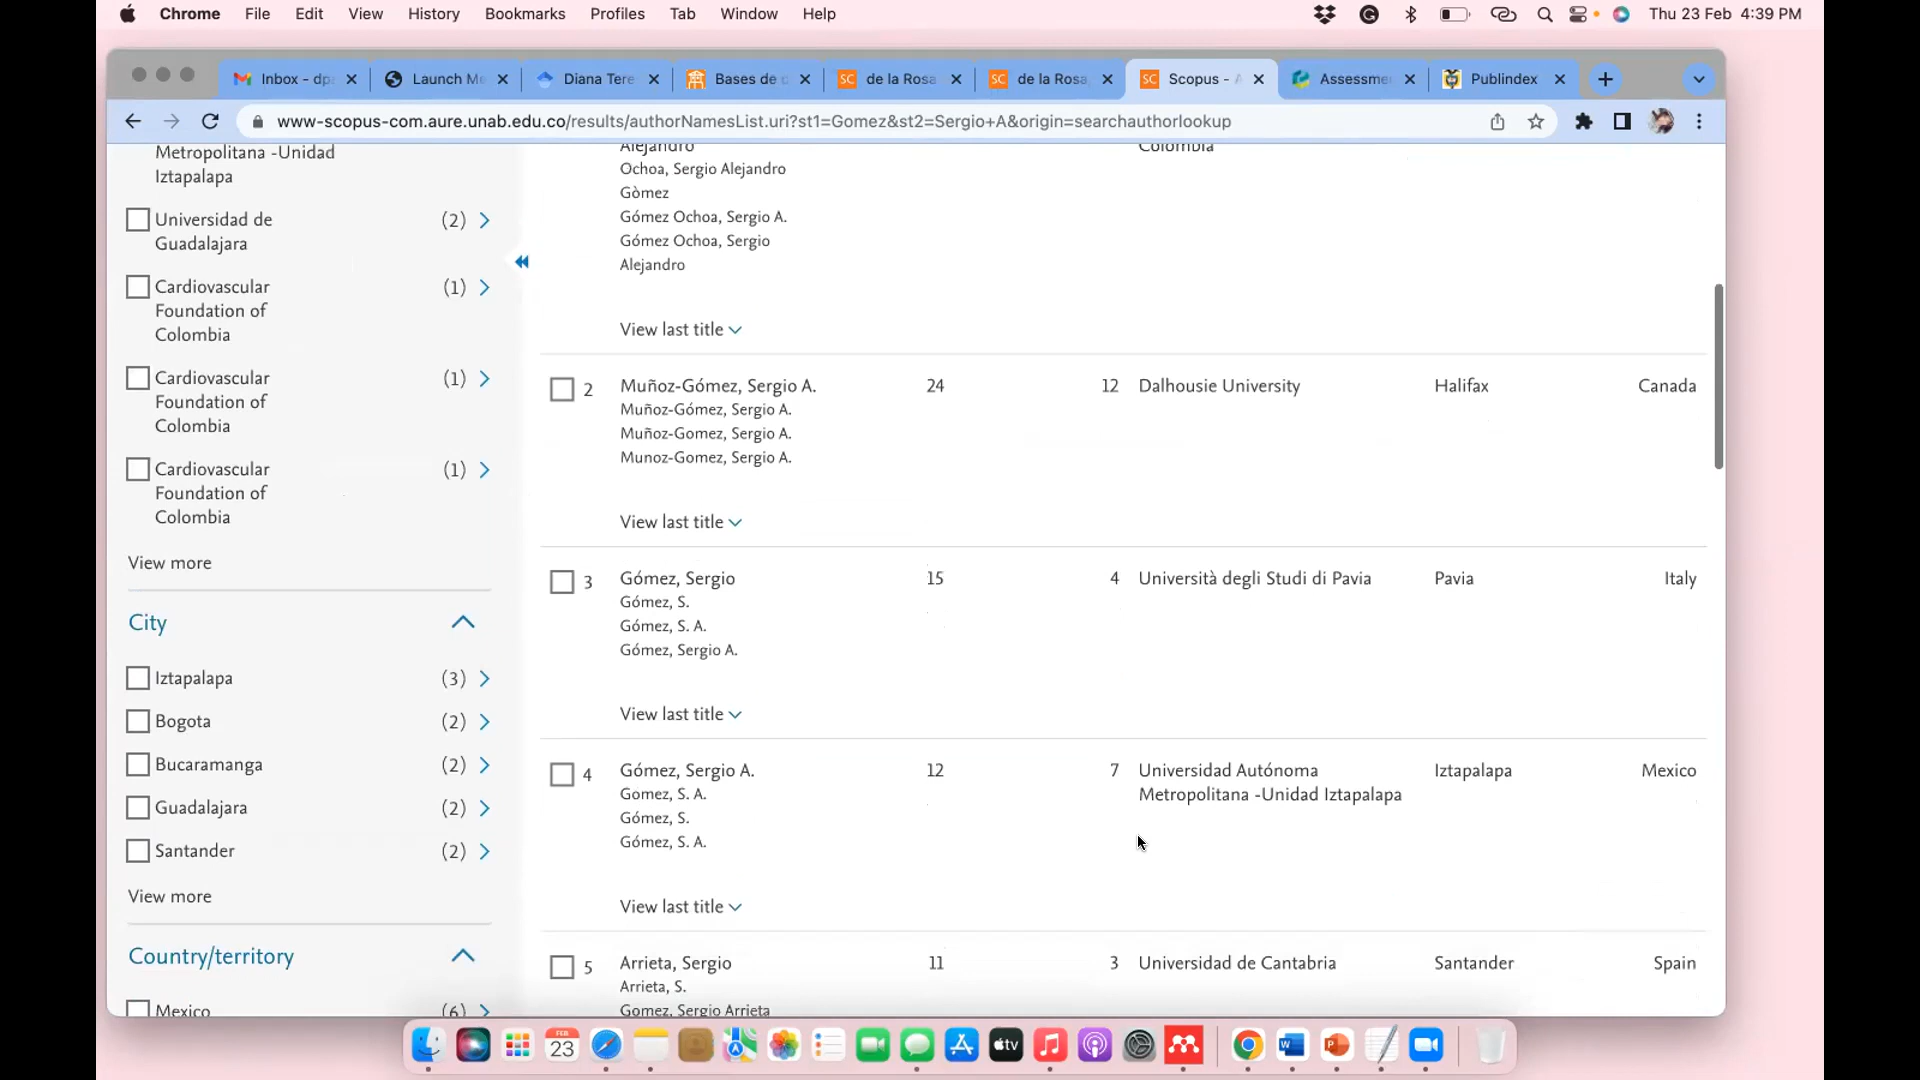 Chrome File Edit View History Bookmarks Profiles Tab Window Help Thu 23 Feb 4:39 PM
Inbox - dp Launch M Diana Tere Bases de d de la Rosa de la Rosa, Scopus - A Assessme Publindex
www-scopus-com.aure.unab.edu.co/results/authorNamesList.uri?st1=Gomez&st2=Sergio+A&origin=searchauthorlookup
Metropolitana -Unidad
Iztapalapa
Universidad de (2)
Guadalajara
Cardiovascular (1)
Foundation of
Colombia
Cardiovascular (1)
Foundation of
Colombia
Cardiovascular (1)
Foundation of
Colombia
View more
City
Iztapalapa (3)
Bogota (2)
Bucaramanga (2)
Guadalajara (2)
Santander (2)
View more
Country/territory
Mexico (6)
Alejandro Colombia
Ochoa, Sergio Alejandro
Gòmez
Gómez Ochoa, Sergio A.
Gómez Ochoa, Sergio
Alejandro
View last title
2 Muñoz-Gómez, Sergio A. 24 12 Dalhousie University Halifax Canada
Muñoz-Gómez, Sergio A.
Muñoz-Gomez, Sergio A.
Munoz-Gomez, Sergio A.
View last title
3 Gómez, Sergio 15 4 Università degli Studi di Pavia Pavia Italy
Gómez, S.
Gómez, S. A.
Gómez, Sergio A.
View last title
4 Gómez, Sergio A. 12 7 Universidad Autónoma Iztapalapa Mexico
Metropolitana -Unidad Iztapalapa
Gomez, S. A.
Gómez, S.
Gómez, S. A.
View last title
5 Arrieta, Sergio 11 3 Universidad de Cantabria Santander Spain
Arrieta, S.
Gomez, Sergio Arrieta
FEB
23
tv